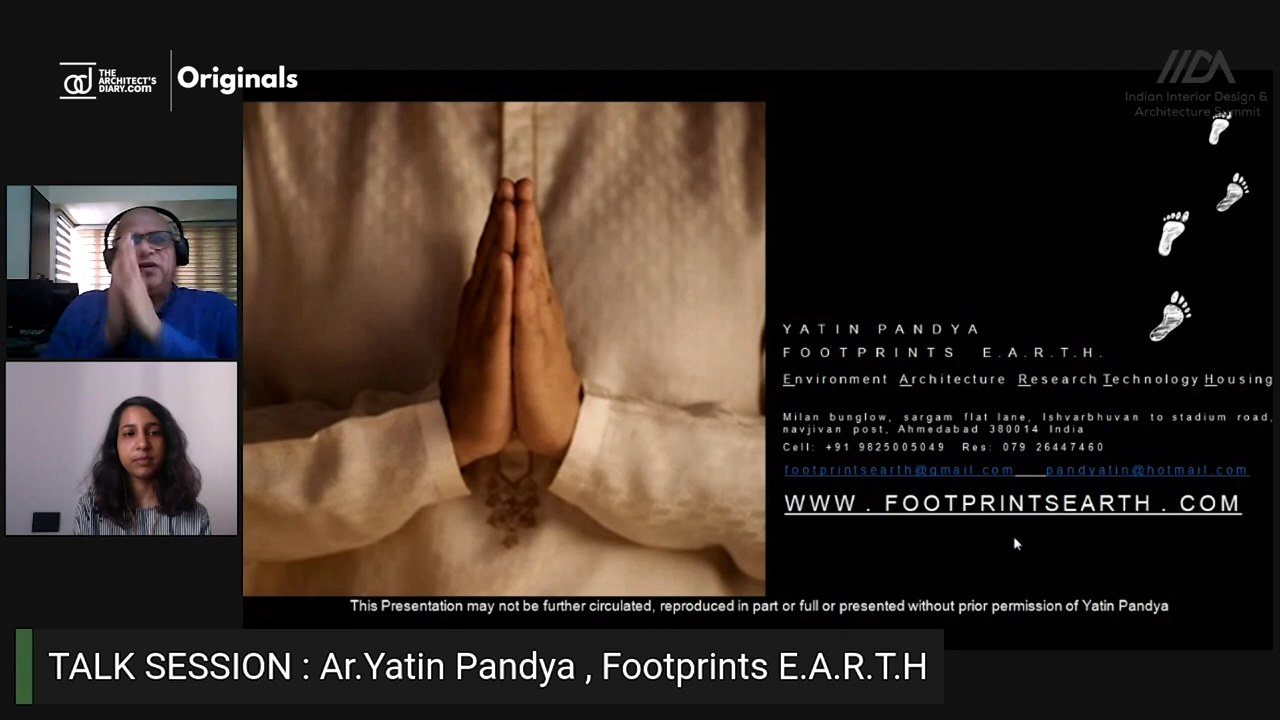 THE
ARCHITECT'S
DIARY.com
Originals
IIDA
Indian Interior Design &
Architecture Summit
YATIN PANDYA
FOOTPRINTS E.A.R.T.H.
Environment Architecture Research Technology Housing
Milan bunglow, sargam flat lane, Ishvarbhuvan to stadium road,
navjivan post, Ahmedabad 380014 India
Cell: +91 9825005049 Res: 079 26447460
footprintsearth@gmail.com pandyatin@hotmail.com
WWW.FOOTPRINTSEARTH.COM
This Presentation may not be further circulated, reproduced in part or full or presented without prior permission of Yatin Pandya
TALK SESSION : Ar.Yatin Pandya , Footprints E.A.R.T.H